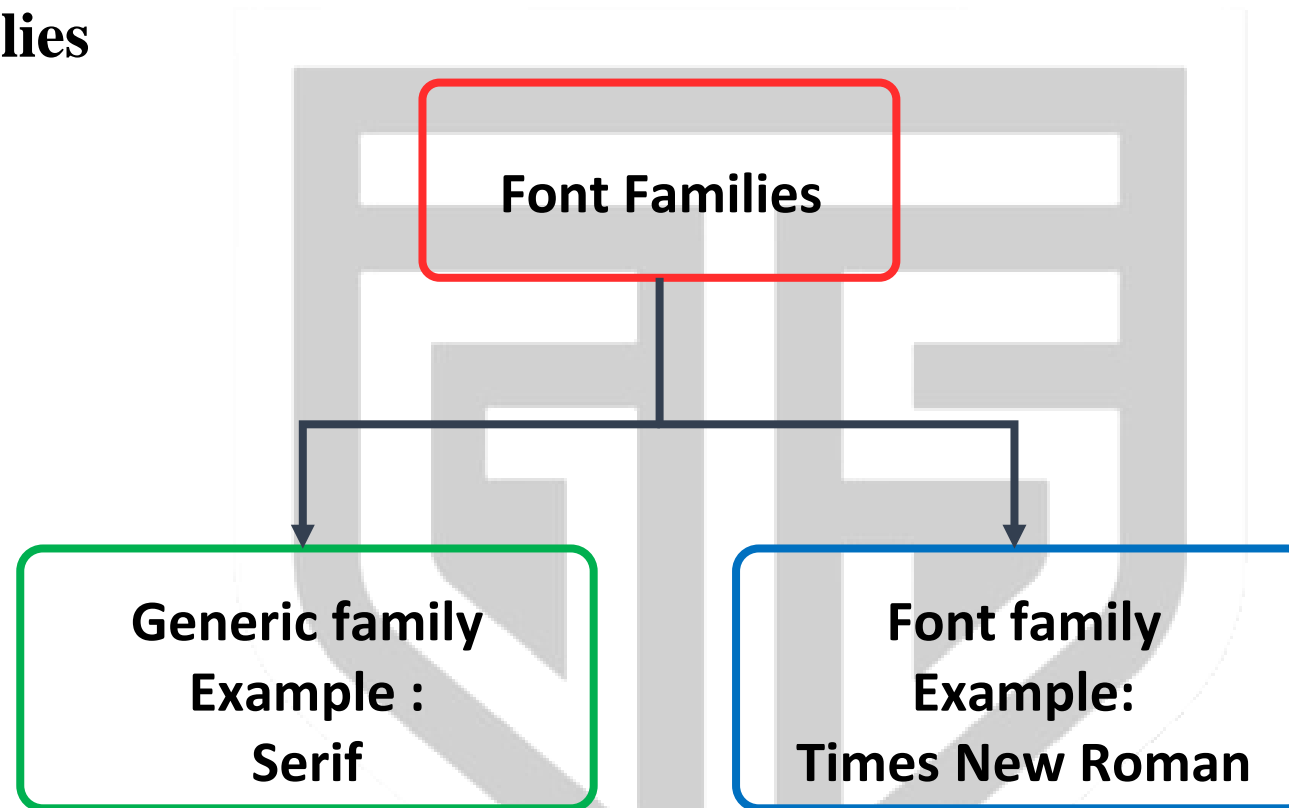 lies
Font Families
Generic family
Example :
Serif
Font family
Example:
Times New Roman